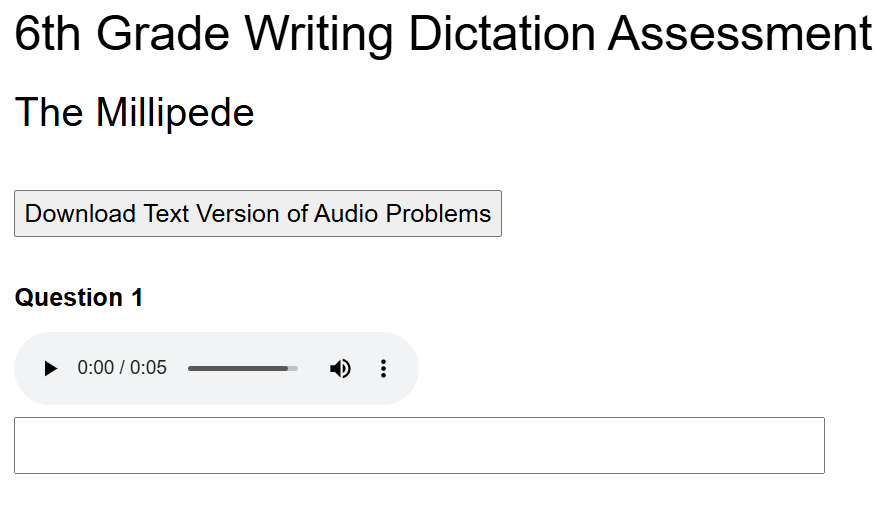 6th Grade Writing Dictation Assessment
The Millipede
Download Text Version of Audio Problems
Question 1
0:00 / 0:05